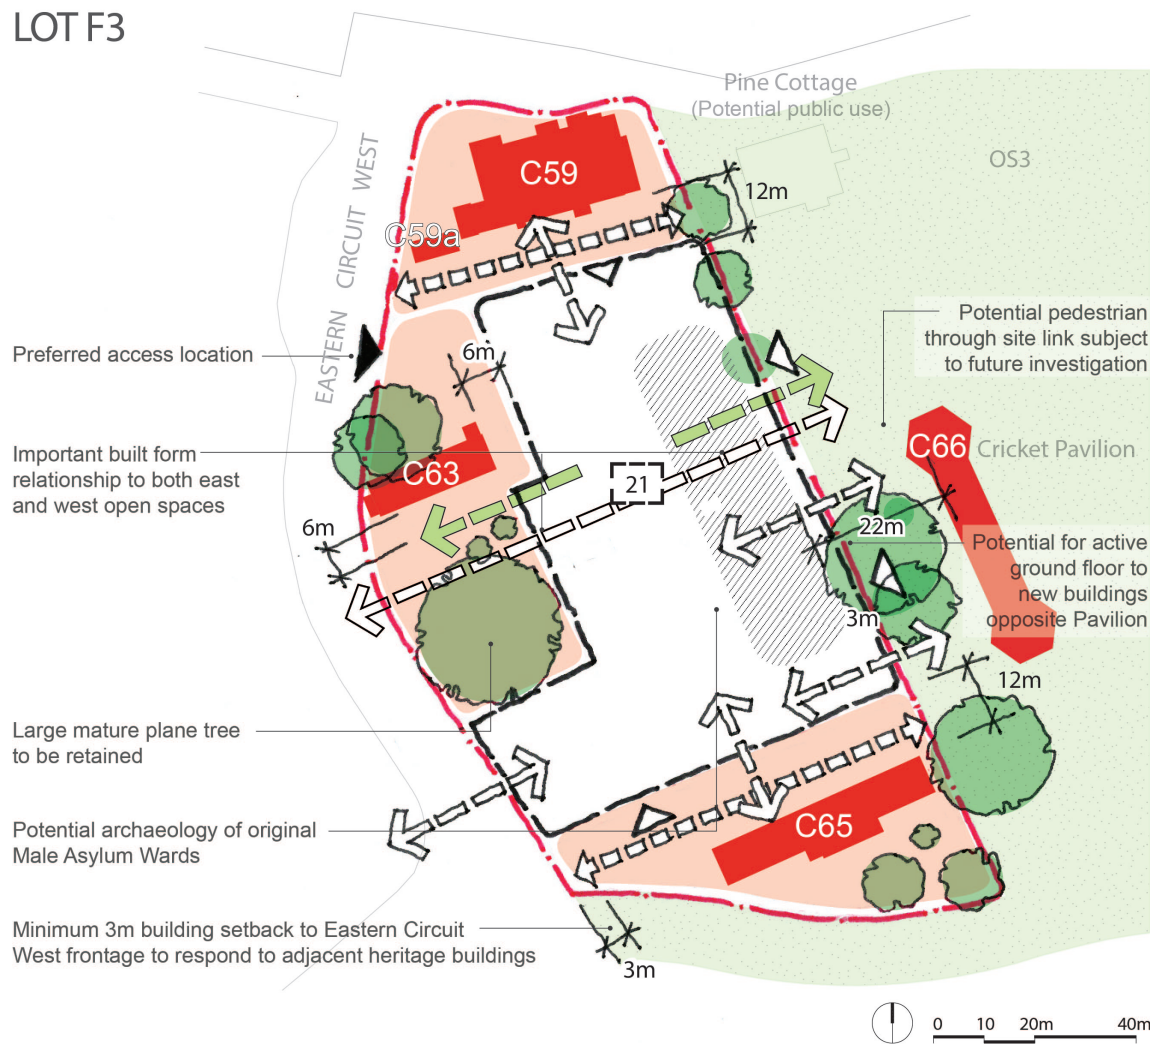 LOT F3
Pine Cottage
(Potential public use)
OS3
C59
C59a
12m
EASTERN CIRCUIT WEST
Potential pedestrian
through site link subject
to future investigation
Preferred access location
6m
C66
Cricket Pavilion
Important built form
relationship to both east
and west open spaces
C63
21
6m
22m
Potential for active
ground floor to
new buildings
opposite Pavilion
3m
12m
Large mature plane tree
to be retained
Potential archaeology of original
Male Asylum Wards
C65
Minimum 3m building setback to Eastern Circuit
West frontage to respond to adjacent heritage buildings
3m
0 10 20m 40m